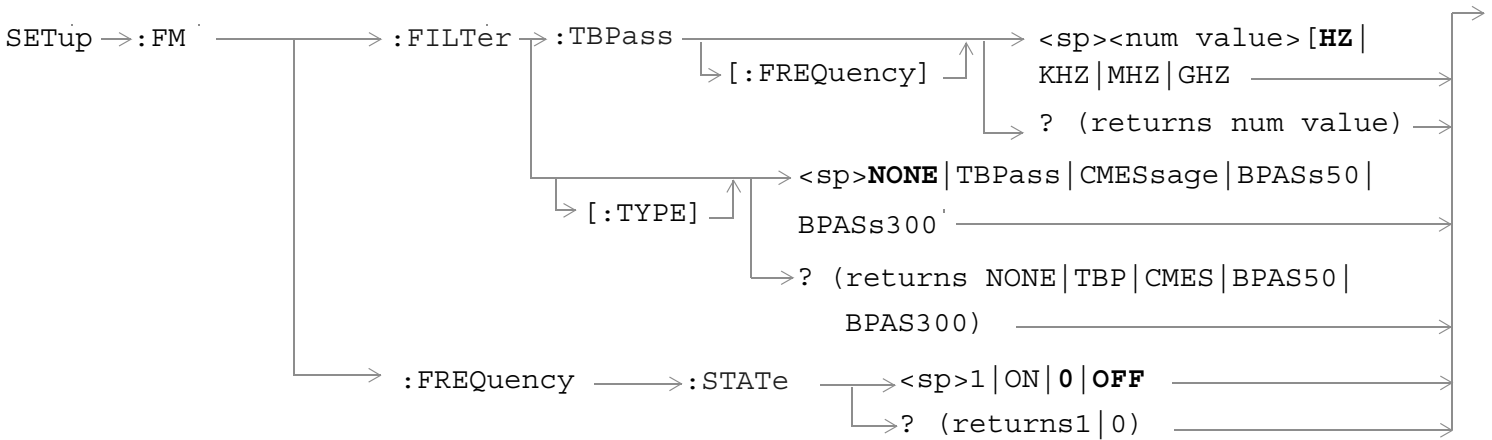 SETup :FM :FILTer :TBPass <sp><num value>[HZ|
[:FREQuency] KHZ|MHZ|GHZ
? (returns num value)
<sp>NONE|TBPass|CMESsage|BPASs50|
[:TYPE] BPASs300
? (returns NONE|TBP|CMES|BPAS50|
BPAS300)
:FREQuency :STATe <sp>1|ON|0|OFF
? (returns1|0)